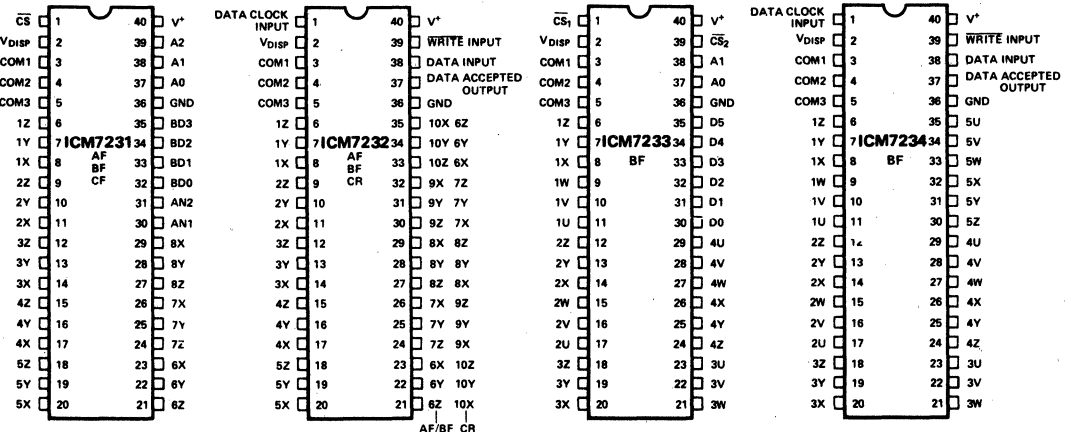 CS 1 40 V+
VDISP 2 39 A2
COM1 3 38 A1
COM2 4 37 A0
COM3 5 36 GND
1Z 6 35 BD3
1Y 7 ICM7231 34 BD2
1X 8 AF 33 BD1
BF
2Z 9 CF 32 BD0
2Y 10 31 AN2
2X 11 30 AN1
3Z 12 29 8X
3Y 13 28 8Y
3X 14 27 8Z
4Z 15 26 7X
4Y 16 25 7Y
4X 17 24 7Z
5Z 18 23 6X
5Y 19 22 6Y
5X 20 21 6Z
DATA CLOCK
INPUT 1 40 V+
VDISP 2 39 WRITE INPUT
COM1 3 38 DATA INPUT
COM2 4 37 DATA ACCEPTED
OUTPUT
COM3 5 36 GND
1Z 6 35 10X 6Z
1Y 7 ICM7232 34 10Y 6Y
1X 8 AF 33 10Z 6X
BF
2Z 9 CR 32 9X 7Z
2Y 10 31 9Y 7Y
2X 11 30 9Z 7X
3Z 12 29 8X 8Z
3Y 13 28 8Y 8Y
3X 14 27 8Z 8X
4Z 15 26 7X 9Z
4Y 16 25 7Y 9Y
4X 17 24 7Z 9X
5Z 18 23 6X 10Z
5Y 19 22 6Y 10Y
5X 20 21 6Z 10X
AF/BF CR
CS1 1 40 V+
VDISP 2 39 CS2
COM1 3 38 A1
COM2 4 37 A0
COM3 5 36 GND
1Z 6 35 D5
1Y 7 ICM7233 34 D4
1X 8 BF 33 D3
1W 9 32 D2
1V 10 31 D1
1U 11 30 D0
2Z 12 29 4U
2Y 13 28 4V
2X 14 27 4W
2W 15 26 4X
2V 16 25 4Y
2U 17 24 4Z
3Z 18 23 3U
3Y 19 22 3V
3X 20 21 3W
DATA CLOCK
INPUT 1 40 V+
VDISP 2 39 WRITE INPUT
COM1 3 38 DATA INPUT
COM2 4 37 DATA ACCEPTED
OUTPUT
COM3 5 36 GND
1Z 6 35 5U
1Y 7 ICM7234 34 5V
1X 8 BF 33 5W
1W 9 32 5X
1V 10 31 5Y
1U 11 30 5Z
2Z 29 4U
2Y 13 28 4V
2X 14 27 4W
2W 15 26 4X
2V 16 25 4Y
2U 17 24 4Z
3Z 18 23 3U
3Y 19 22 3V
3X 20 21 3W